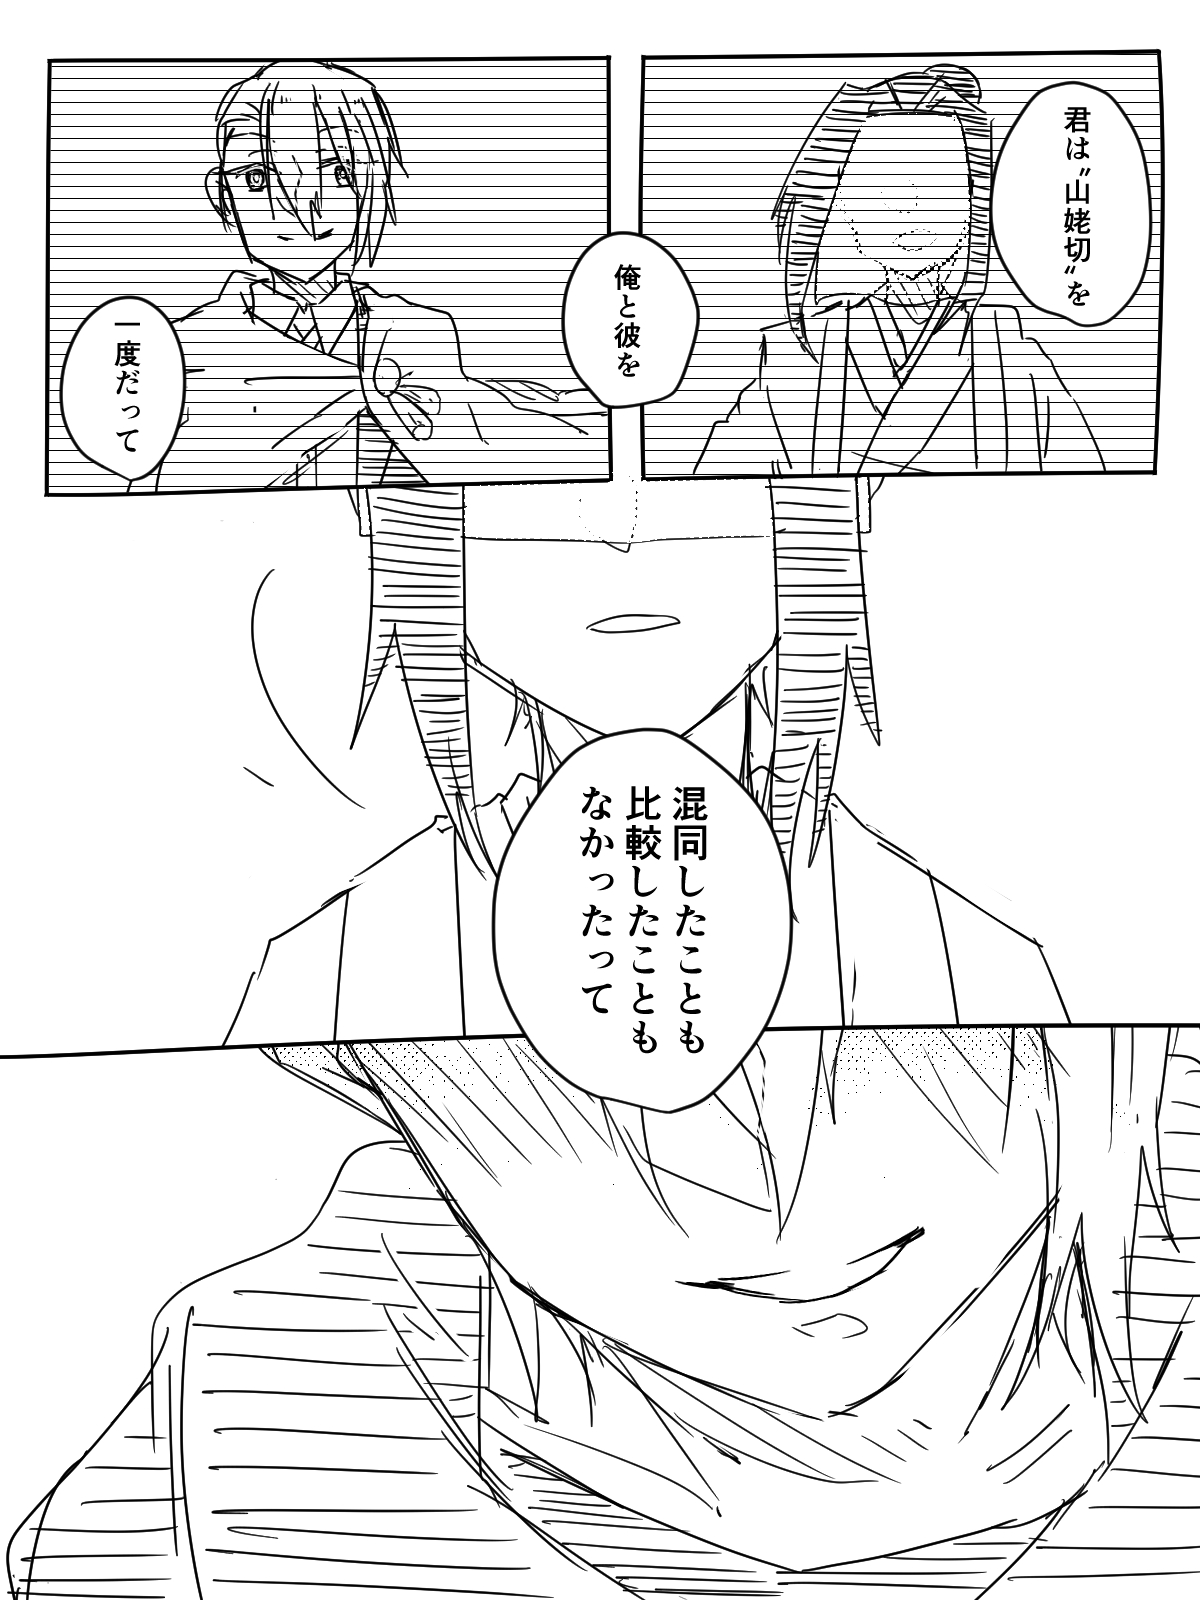 君は〝山姥切〟を
俺と彼を
一度だって
混同したことも
比較したことも
なかったって